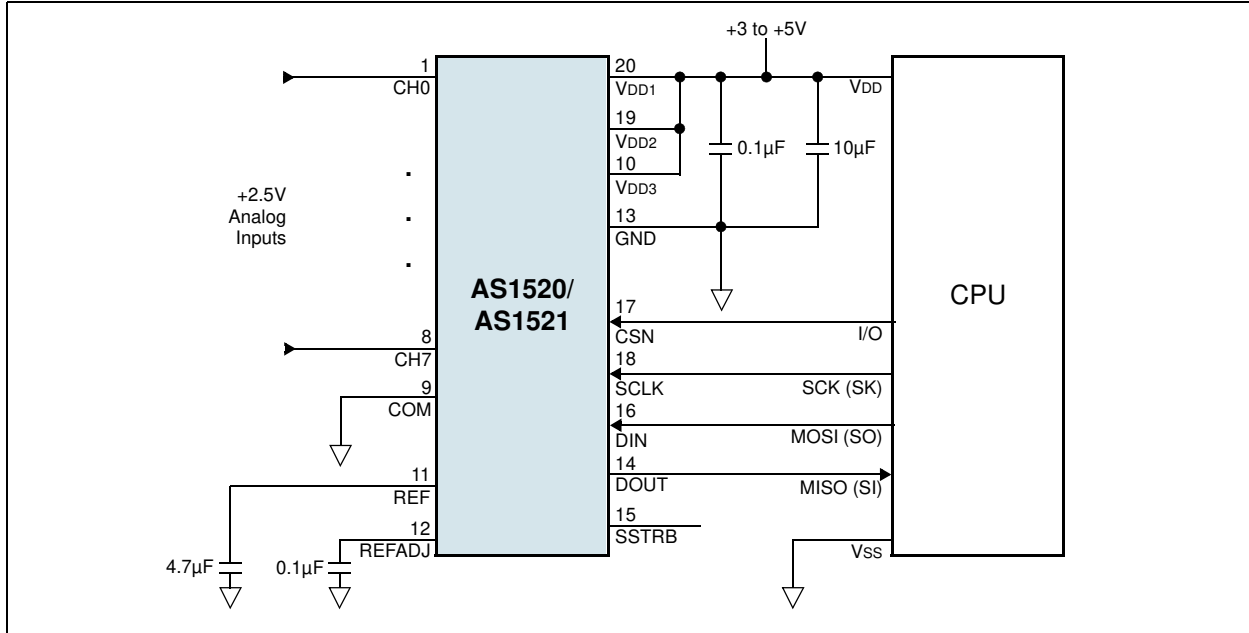 +3 to +5V
1
CH0
20
VDD1
VDD
19
VDD2
0.1µF
10µF
10
VDD3
+2.5V
Analog
Inputs
.
.
.
13
GND
AS1520/
AS1521
CPU
17
CSN
I/O
8
CH7
18
SCLK
SCK (SK)
9
COM
16
DIN
MOSI (SO)
14
DOUT
MISO (SI)
11
REF
15
SSTRB
12
REFADJ
VSS
4.7µF
0.1µF